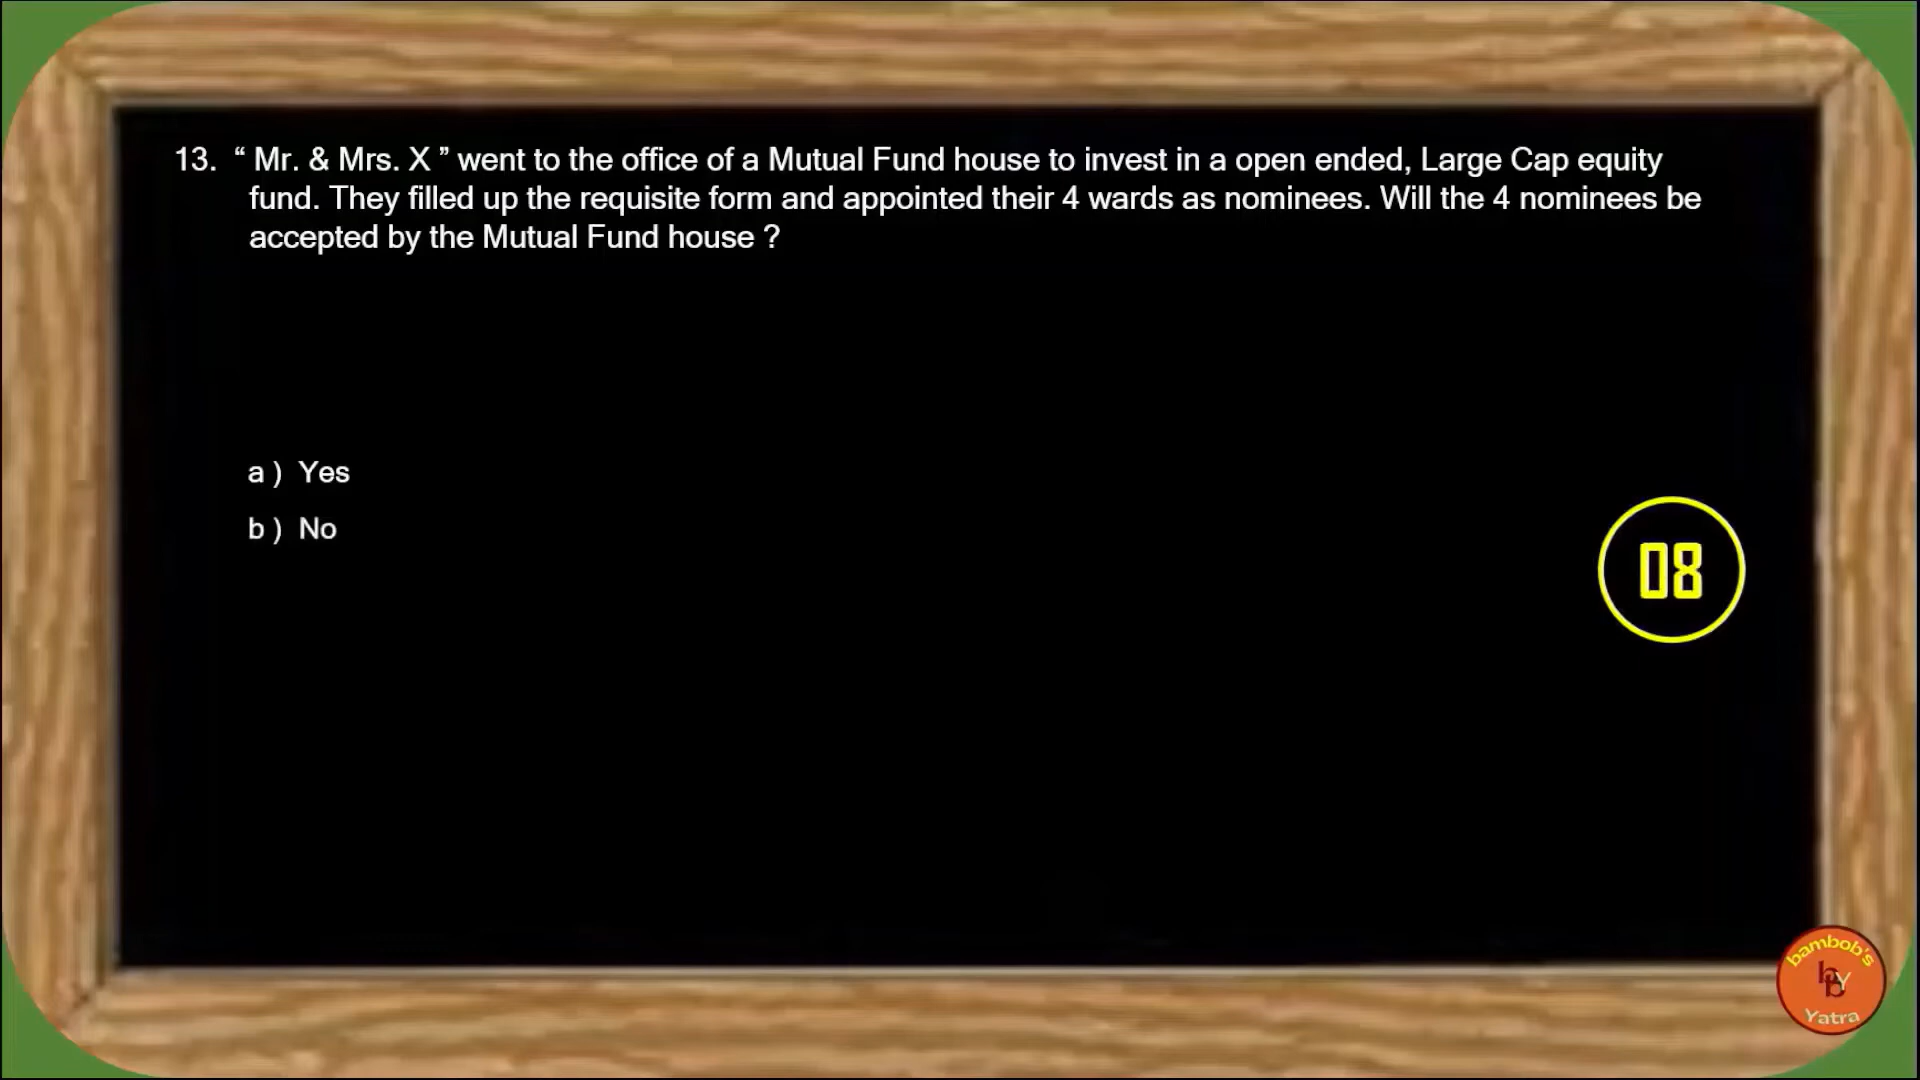 13. “ Mr. & Mrs. X ” went to the office of a Mutual Fund house to invest in a open ended, Large Cap equity
fund. They filled up the requisite form and appointed their 4 wards as nominees. Will the 4 nominees be
accepted by the Mutual Fund house ?
a ) Yes
b ) No
08
bambob's
bby
Yatra